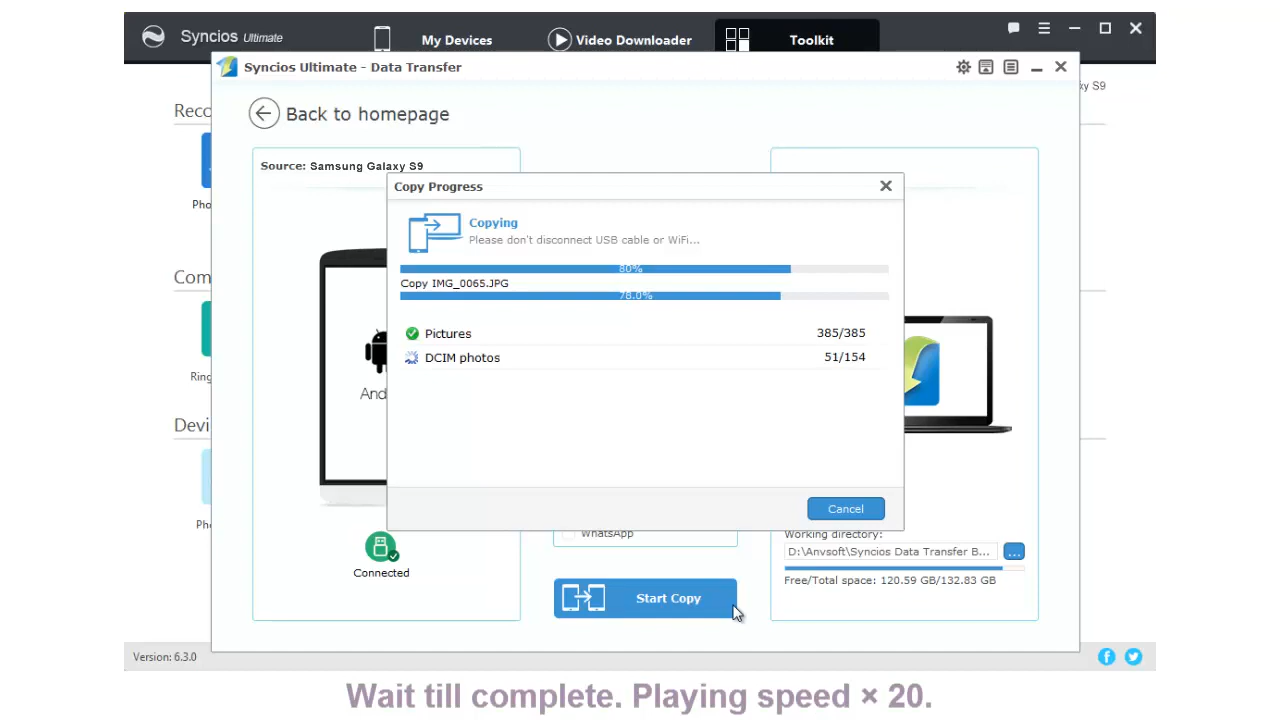 Syncios Ultimate
My Devices
Video Downloader
Toolkit
Syncios Ultimate - Data Transfer
Back to homepage
Source: Samsung Galaxy S9
Copy Progress
Copying
Please don't disconnect USB cable or WiFi...
80%
Copy IMG_0065.JPG
78.0%
Pictures 385/385
DCIM photos 51/154
Cancel
WhatsApp
Connected
Start Copy
Working directory:
D:\Anvsoft\Syncios Data Transfer B...
...
Free/Total space: 120.59 GB/132.83 GB
Version: 6.3.0
Wait till complete. Playing speed × 20.